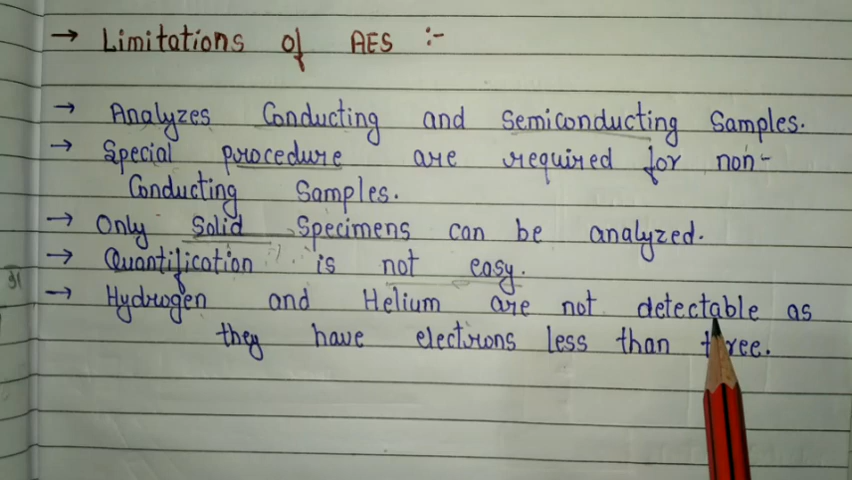 → Limitations of AES :-
→ Analyzes Conducting and Semiconducting Samples.
→ Special procedure are required for non-
Conducting Samples.
→ Only Solid Specimens can be analyzed.
→ Quantification is not easy.
→ Hydrogen and Helium are not detectable as
they have electrons less than three.